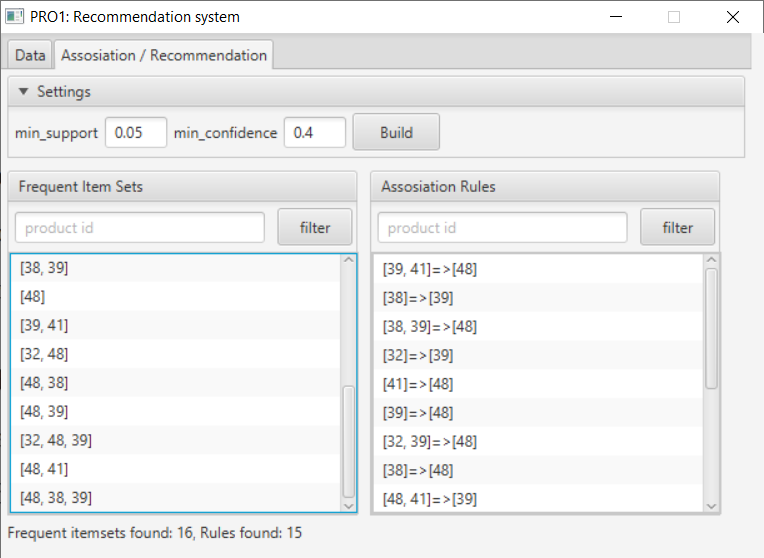 PRO1: Recommendation system
Data Assosiation / Recommendation
Settings
min_support 0.05 min_confidence 0.4 Build
Frequent Item Sets
product id filter
[38, 39]
[48]
[39, 41]
[32, 48]
[48, 38]
[48, 39]
[32, 48, 39]
[48, 41]
[48, 38, 39]
Assosiation Rules
product id filter
[39, 41]=>[48]
[38]=>[39]
[38, 39]=>[48]
[32]=>[39]
[41]=>[48]
[39]=>[48]
[32, 39]=>[48]
[38]=>[48]
[48, 41]=>[39]
Frequent itemsets found: 16, Rules found: 15